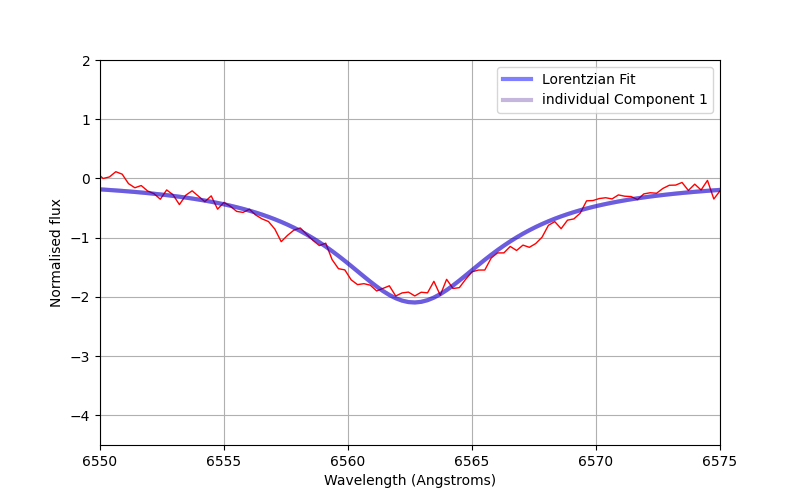 2
1
0
−1
−2
−3
−4
Normalised flux
Lorentzian Fit
individual Component 1
6550 6555 6560 6565 6570 6575
Wavelength (Angstroms)